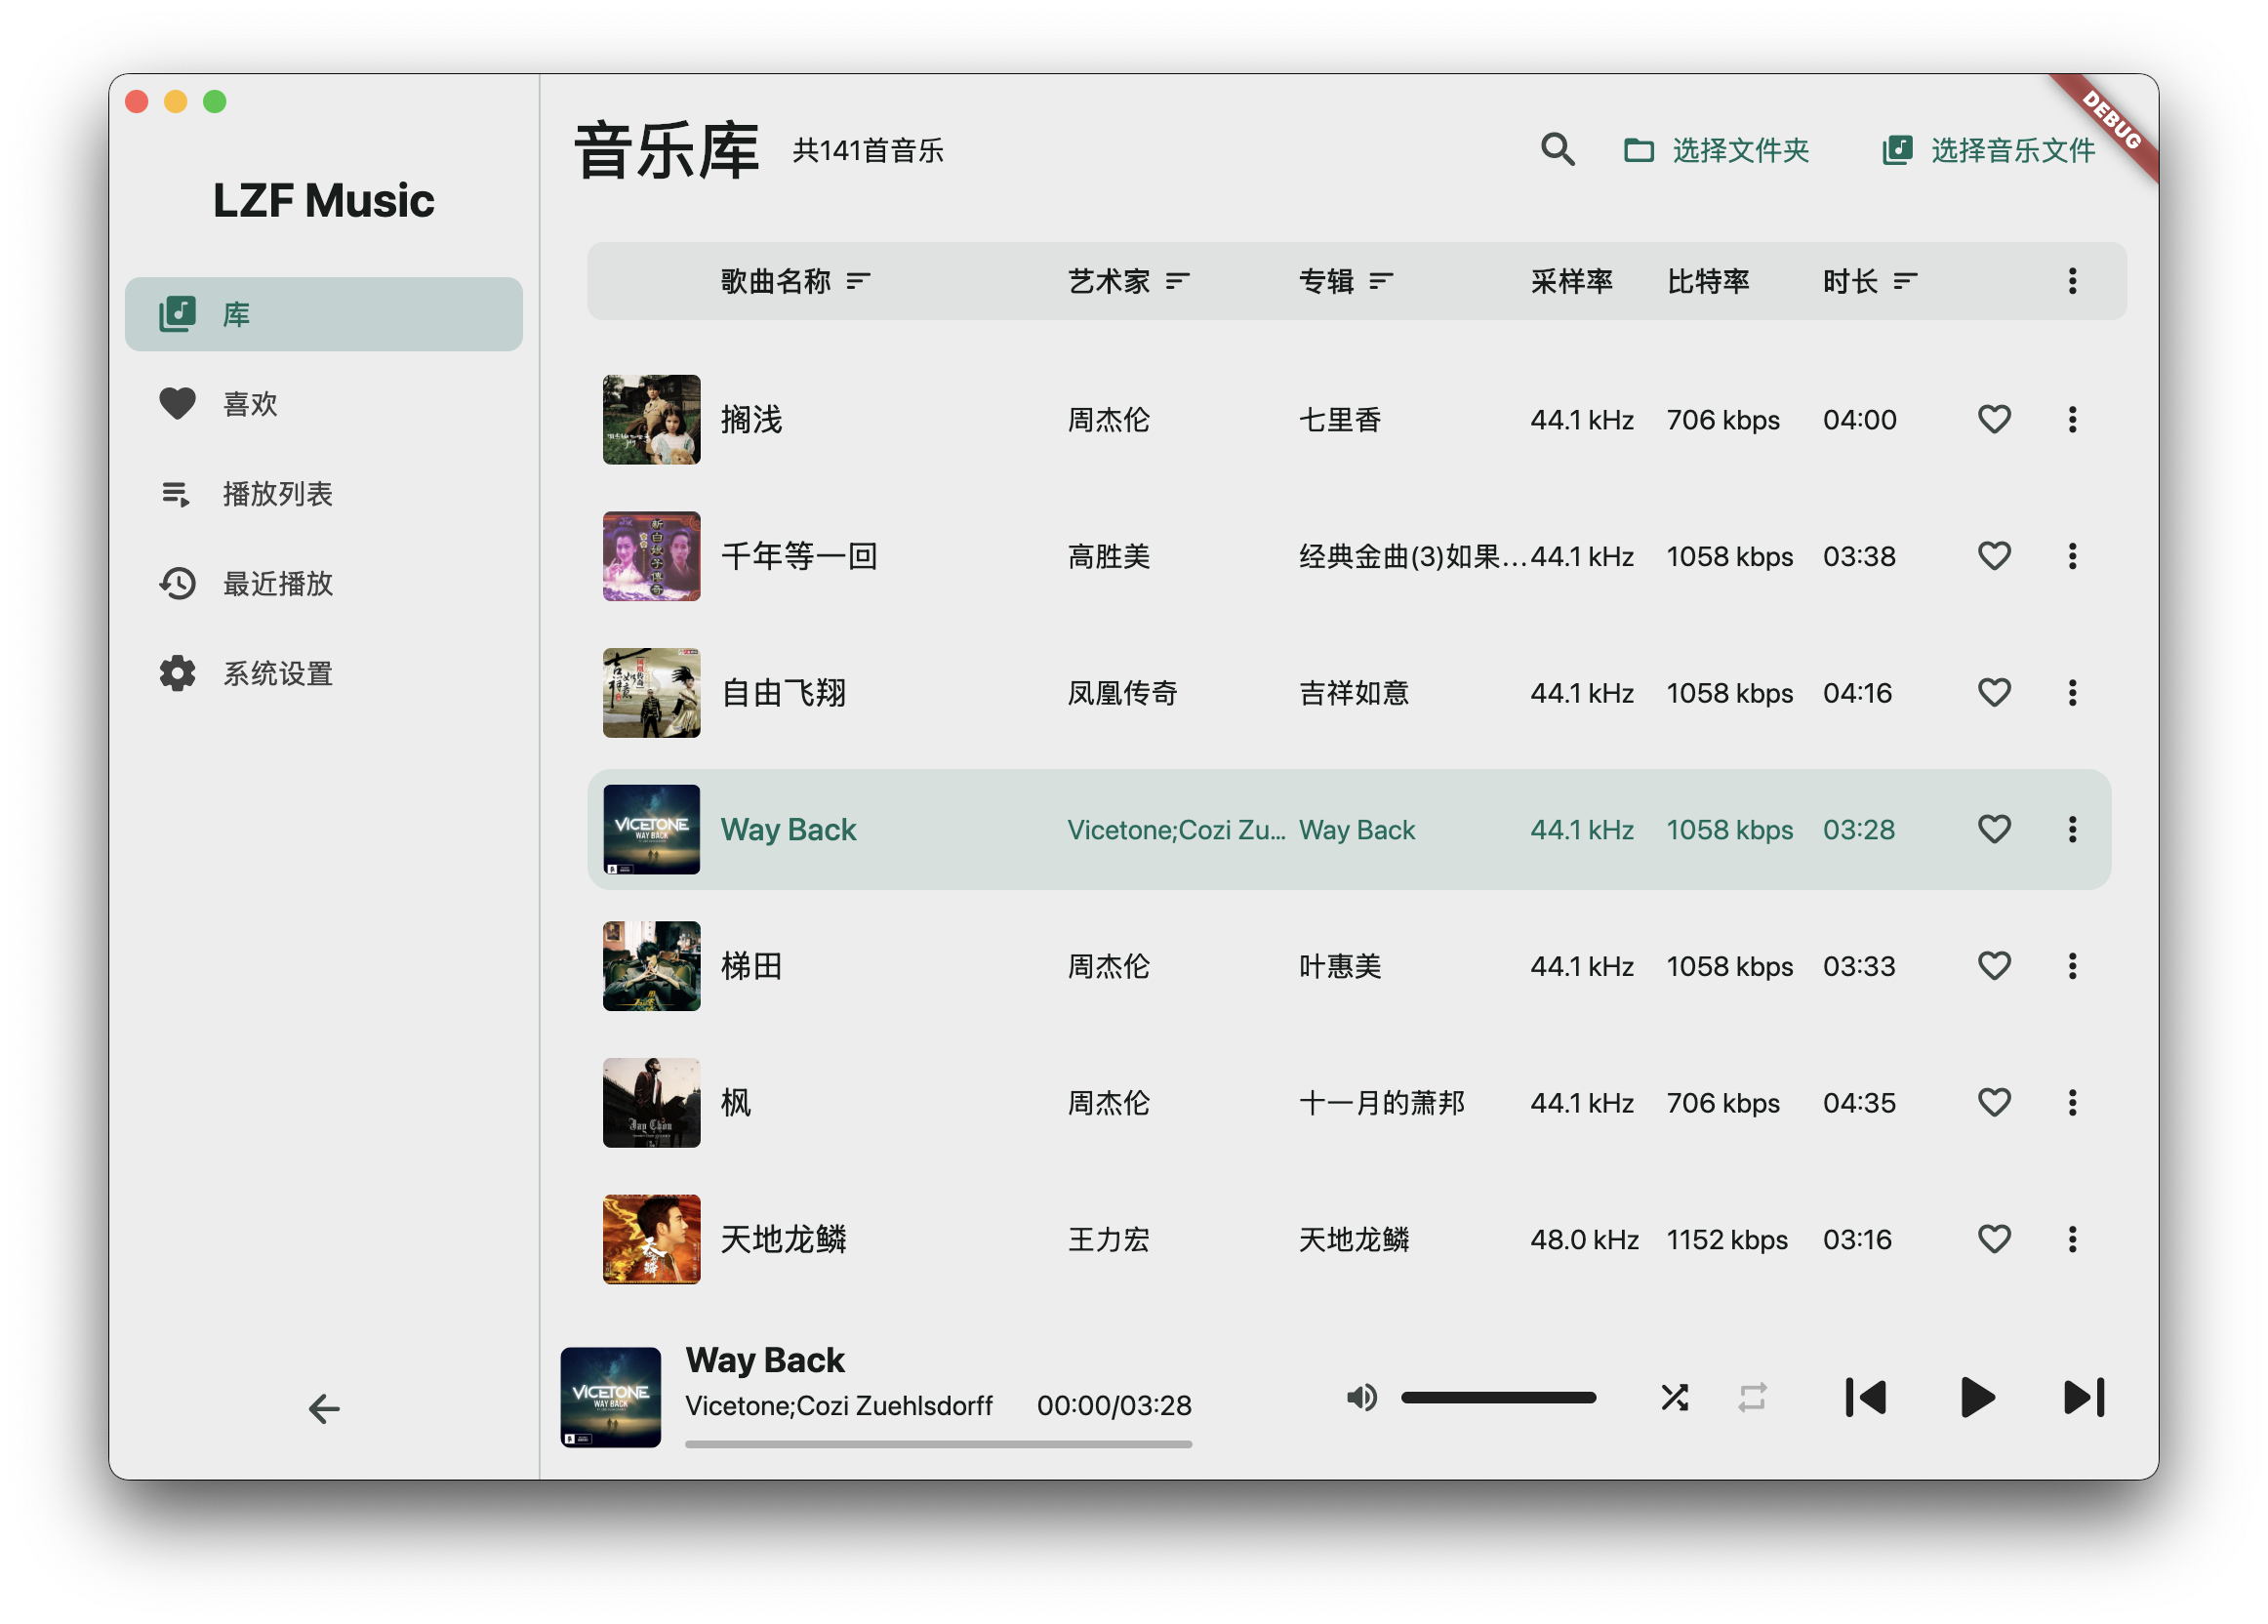 DEBUG
LZF Music
库
喜欢
播放列表
最近播放
系统设置
音乐库 共141首音乐 选择文件夹 选择音乐文件
歌曲名称 艺术家 专辑 采样率 比特率 时长
搁浅 周杰伦 七里香 44.1 kHz 706 kbps 04:00
千年等一回 高胜美 经典金曲(3)如果... 44.1 kHz 1058 kbps 03:38
自由飞翔 凤凰传奇 吉祥如意 44.1 kHz 1058 kbps 04:16
VICETONE
WAY BACK
Way Back Vicetone;Cozi Zu... Way Back 44.1 kHz 1058 kbps 03:28
梯田 周杰伦 叶惠美 44.1 kHz 1058 kbps 03:33
Jay Chou
枫 周杰伦 十一月的萧邦 44.1 kHz 706 kbps 04:35
天地龙鳞 王力宏 天地龙鳞 48.0 kHz 1152 kbps 03:16
VICETONE
WAY BACK
Way Back
Vicetone;Cozi Zuehlsdorff 00:00/03:28